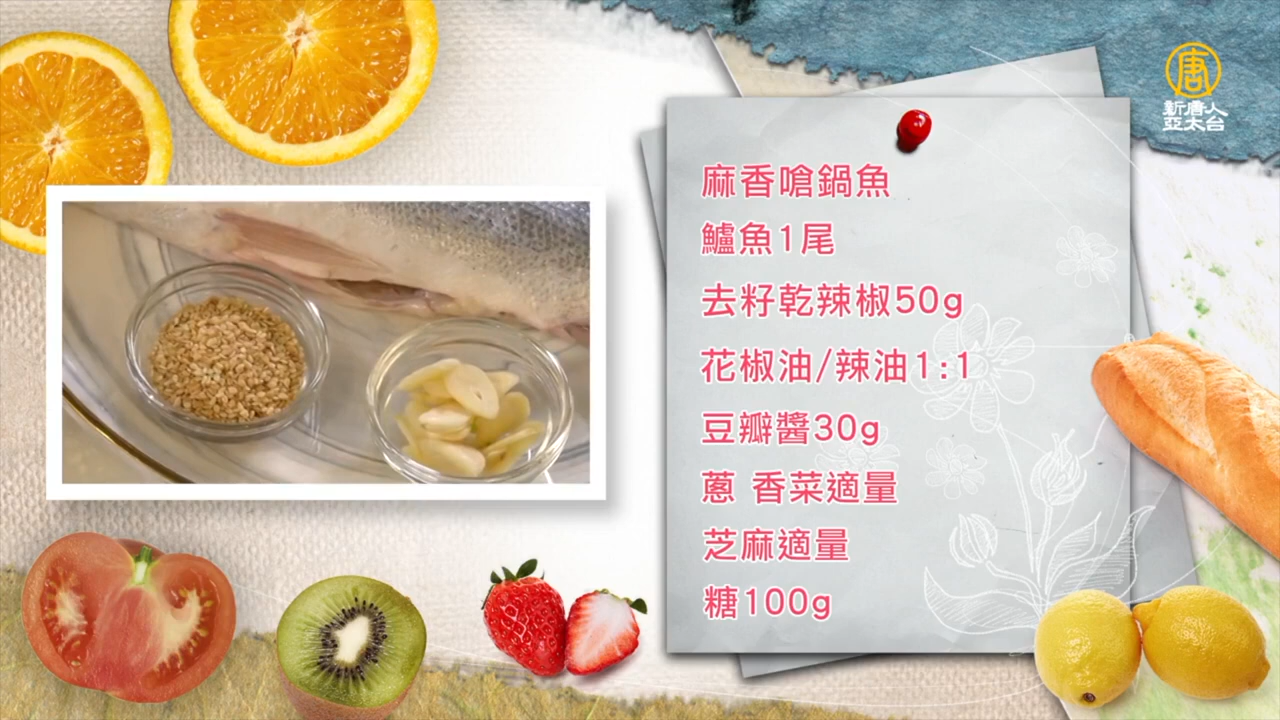 唐
新唐人
亞太台
麻香嗆鍋魚
鱸魚1尾
去籽乾辣椒50g
花椒油/辣油1:1
豆瓣醬30g
蔥 香菜適量
芝麻適量
糖100g